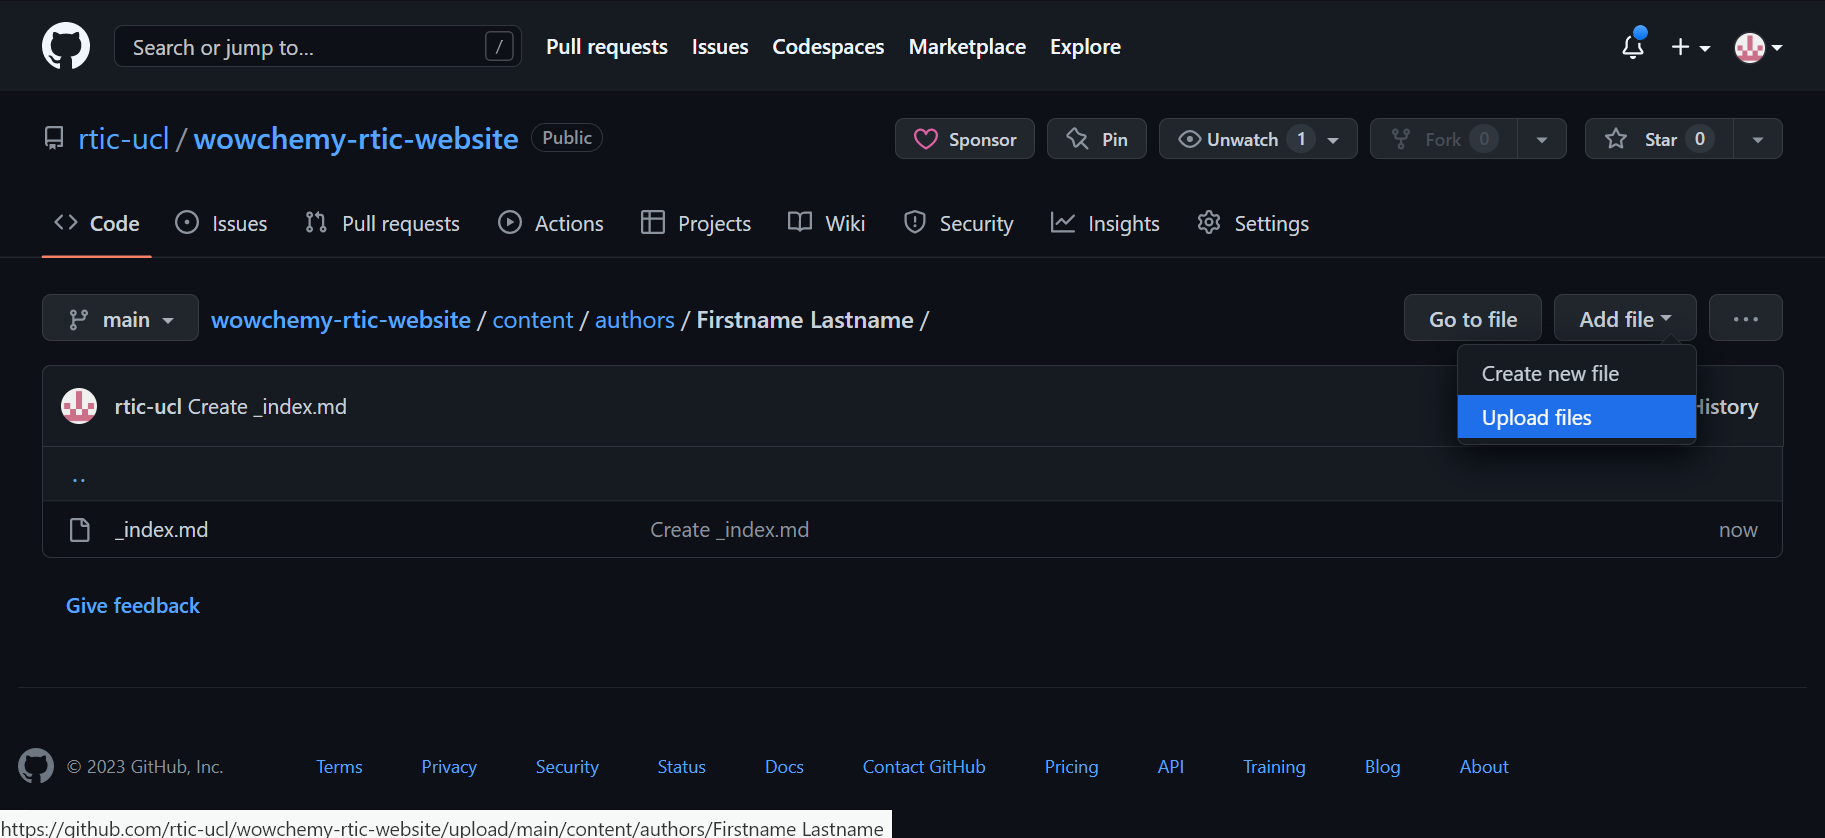 Search or jump to... / Pull requests Issues Codespaces Marketplace Explore
rtic-ucl / wowchemy-rtic-website Public Sponsor Pin Unwatch 1 Fork 0 Star 0
Code Issues Pull requests Actions Projects Wiki Security Insights Settings
main wowchemy-rtic-website / content / authors / Firstname Lastname / Go to file Add file ...
Create new file
rtic-ucl Create _index.md History
Upload files
..
_index.md Create _index.md now
Give feedback
© 2023 GitHub, Inc. Terms Privacy Security Status Docs Contact GitHub Pricing API Training Blog About
https://github.com/rtic-ucl/wowchemy-rtic-website/upload/main/content/authors/Firstname Lastname